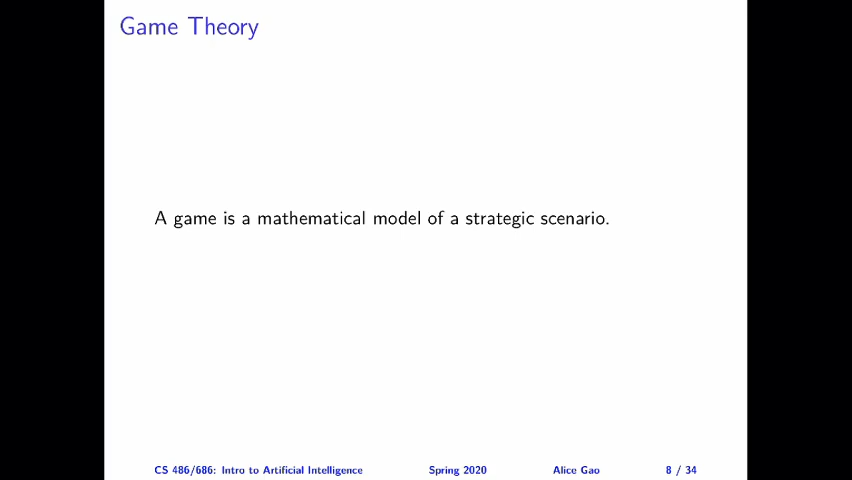 Game Theory
A game is a mathematical model of a strategic scenario.
CS 486/686: Intro to Artificial Intelligence Spring 2020 Alice Gao 8 / 34